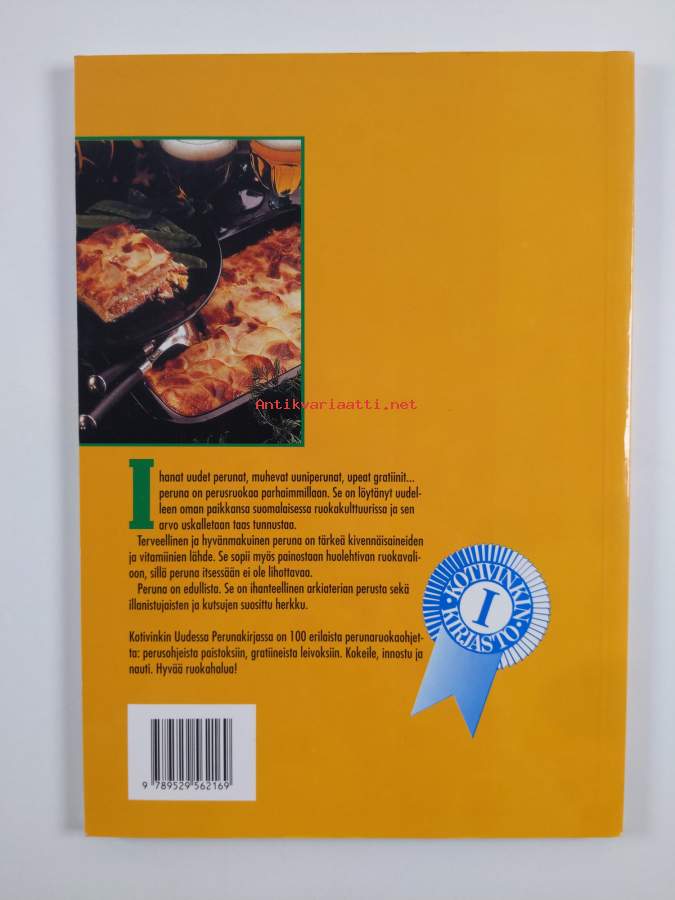 Antikvariaatti.net
Ihanat uudet perunat, muhevat uuniperunat, upeat gratiinit...
peruna on perusruokaa parhaimmillaan. Se on löytänyt uudel-
leen oman paikkansa suomalaisessa ruokakulttuurissa ja sen
arvo uskalletaan taas tunnustaa.
Terveellinen ja hyvänmakuinen peruna on tärkeä kivennäisaineiden
ja vitamiinien lähde. Se sopii myös painostaan huolehtivan ruokavali-
oon, sillä peruna itsessään ei ole lihottavaa.
Peruna on edullista. Se on ihanteellinen arkiaterian perusta sekä
illanistujaisten ja kutsujen suosittu herkku.
Kotivinkin Uudessa Perunakirjassa on 100 erilaista perunaruokaohjet-
ta: perusohjeista paistoksiin, gratiineista leivoksiin. Kokeile, innostu ja
nauti. Hyvää ruokahalua!
· KOTIVINKIN ·
I
KIRJASTO
9 789529 562169